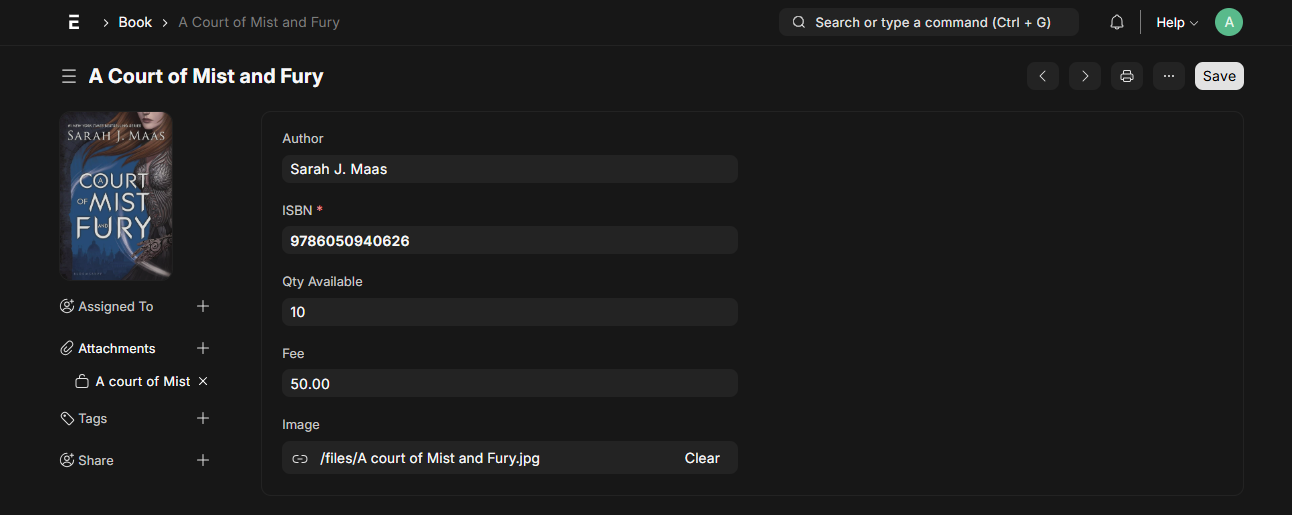 E
Book
A Court of Mist and Fury
Search or type a command (Ctrl + G)
Help
A
A Court of Mist and Fury
Save
SARAH J. MAAS
A
COURT
OF MIST
AND
FURY
BLOOMSBURY
Assigned To
Attachments
A court of Mist
Tags
Share
Author
Sarah J. Maas
ISBN *
9786050940626
Qty Available
10
Fee
50.00
Image
/files/A court of Mist and Fury.jpg
Clear